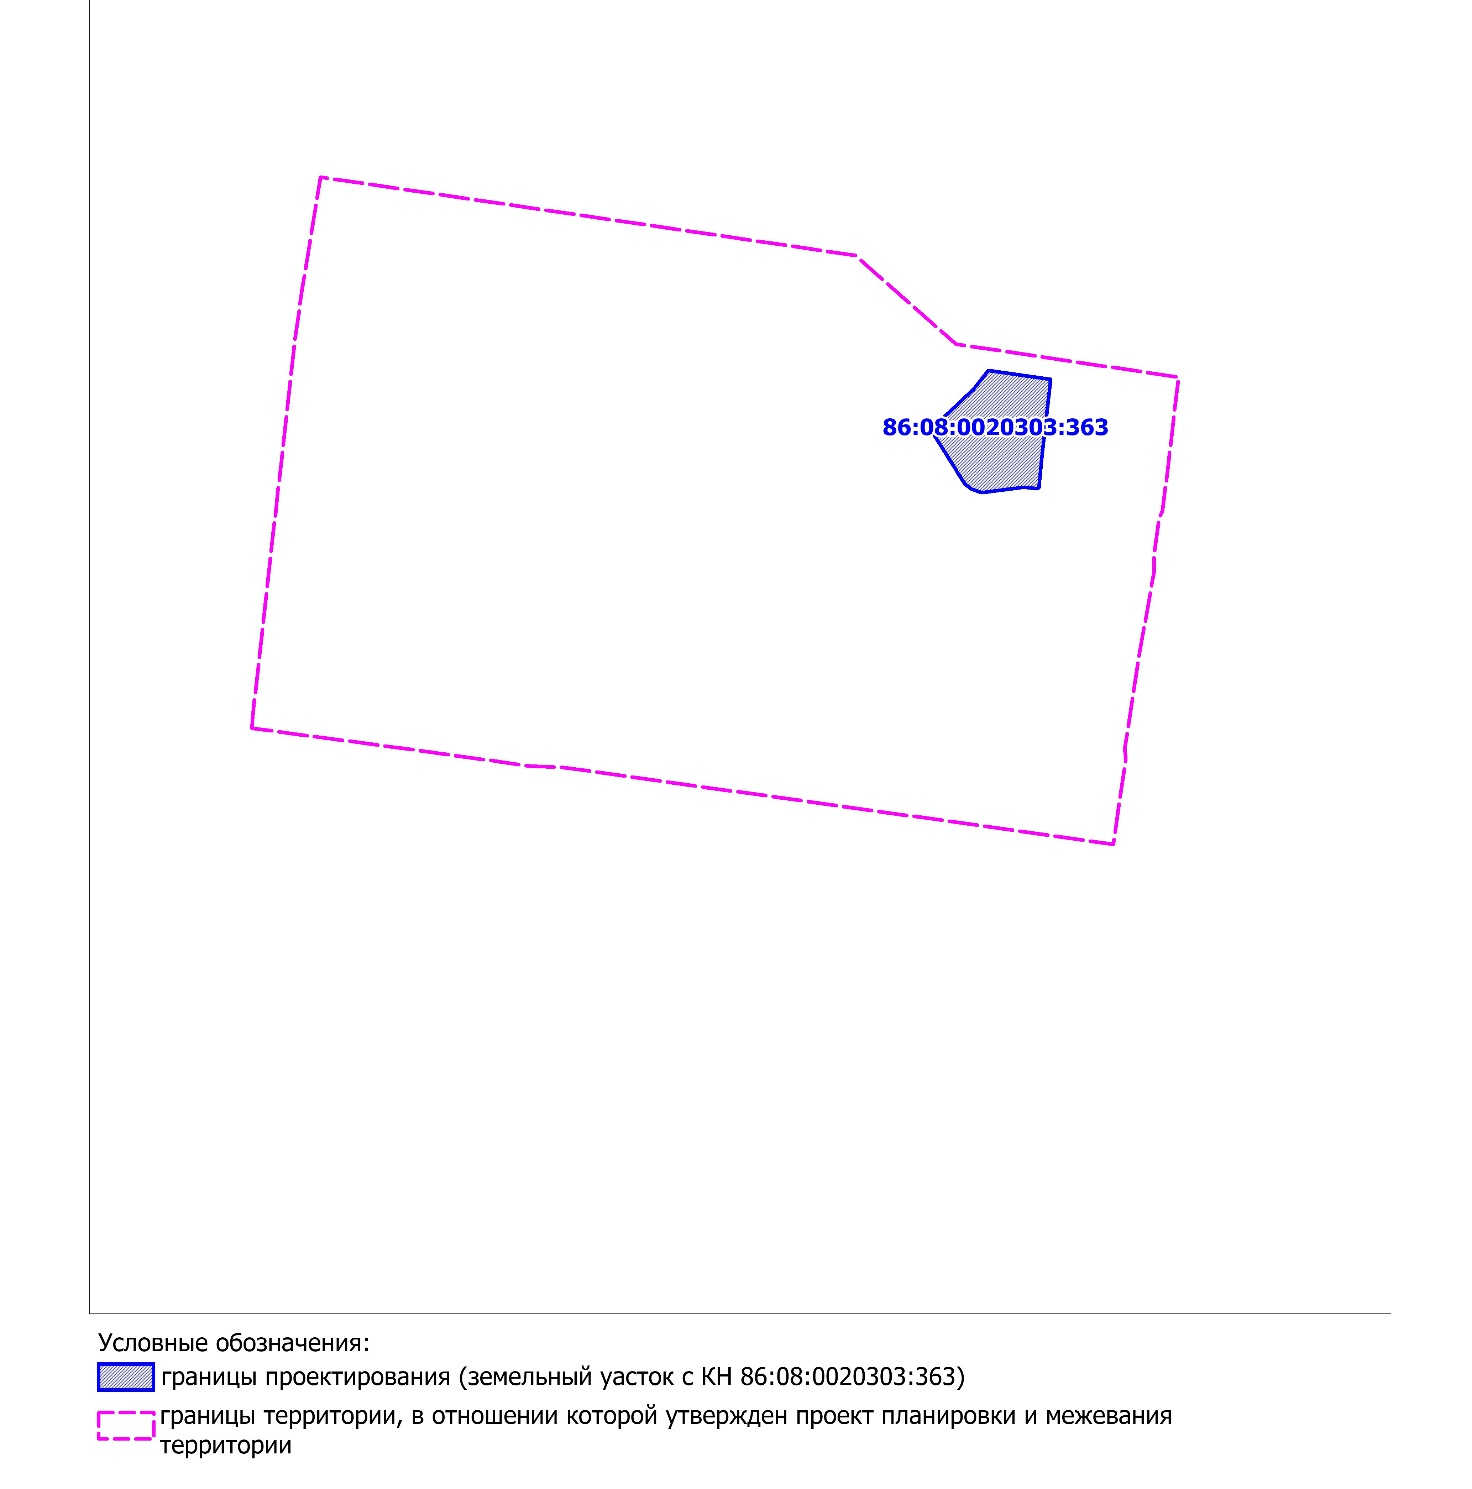 86:08:0020303:363
Условные обозначения:
границы проектирования (земельный уасток с КН 86:08:0020303:363)
границы территории, в отношении которой утвержден проект планировки и межевания
территории